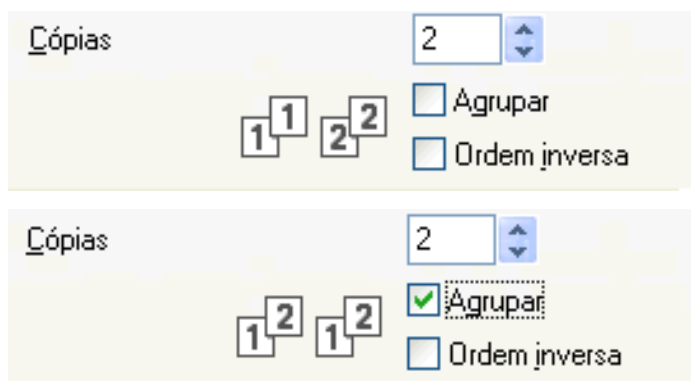 Cópias 2
1 1 2 2 Agrupar
Ordem inversa
Cópias 2
1 2 1 2 Agrupar
Ordem inversa